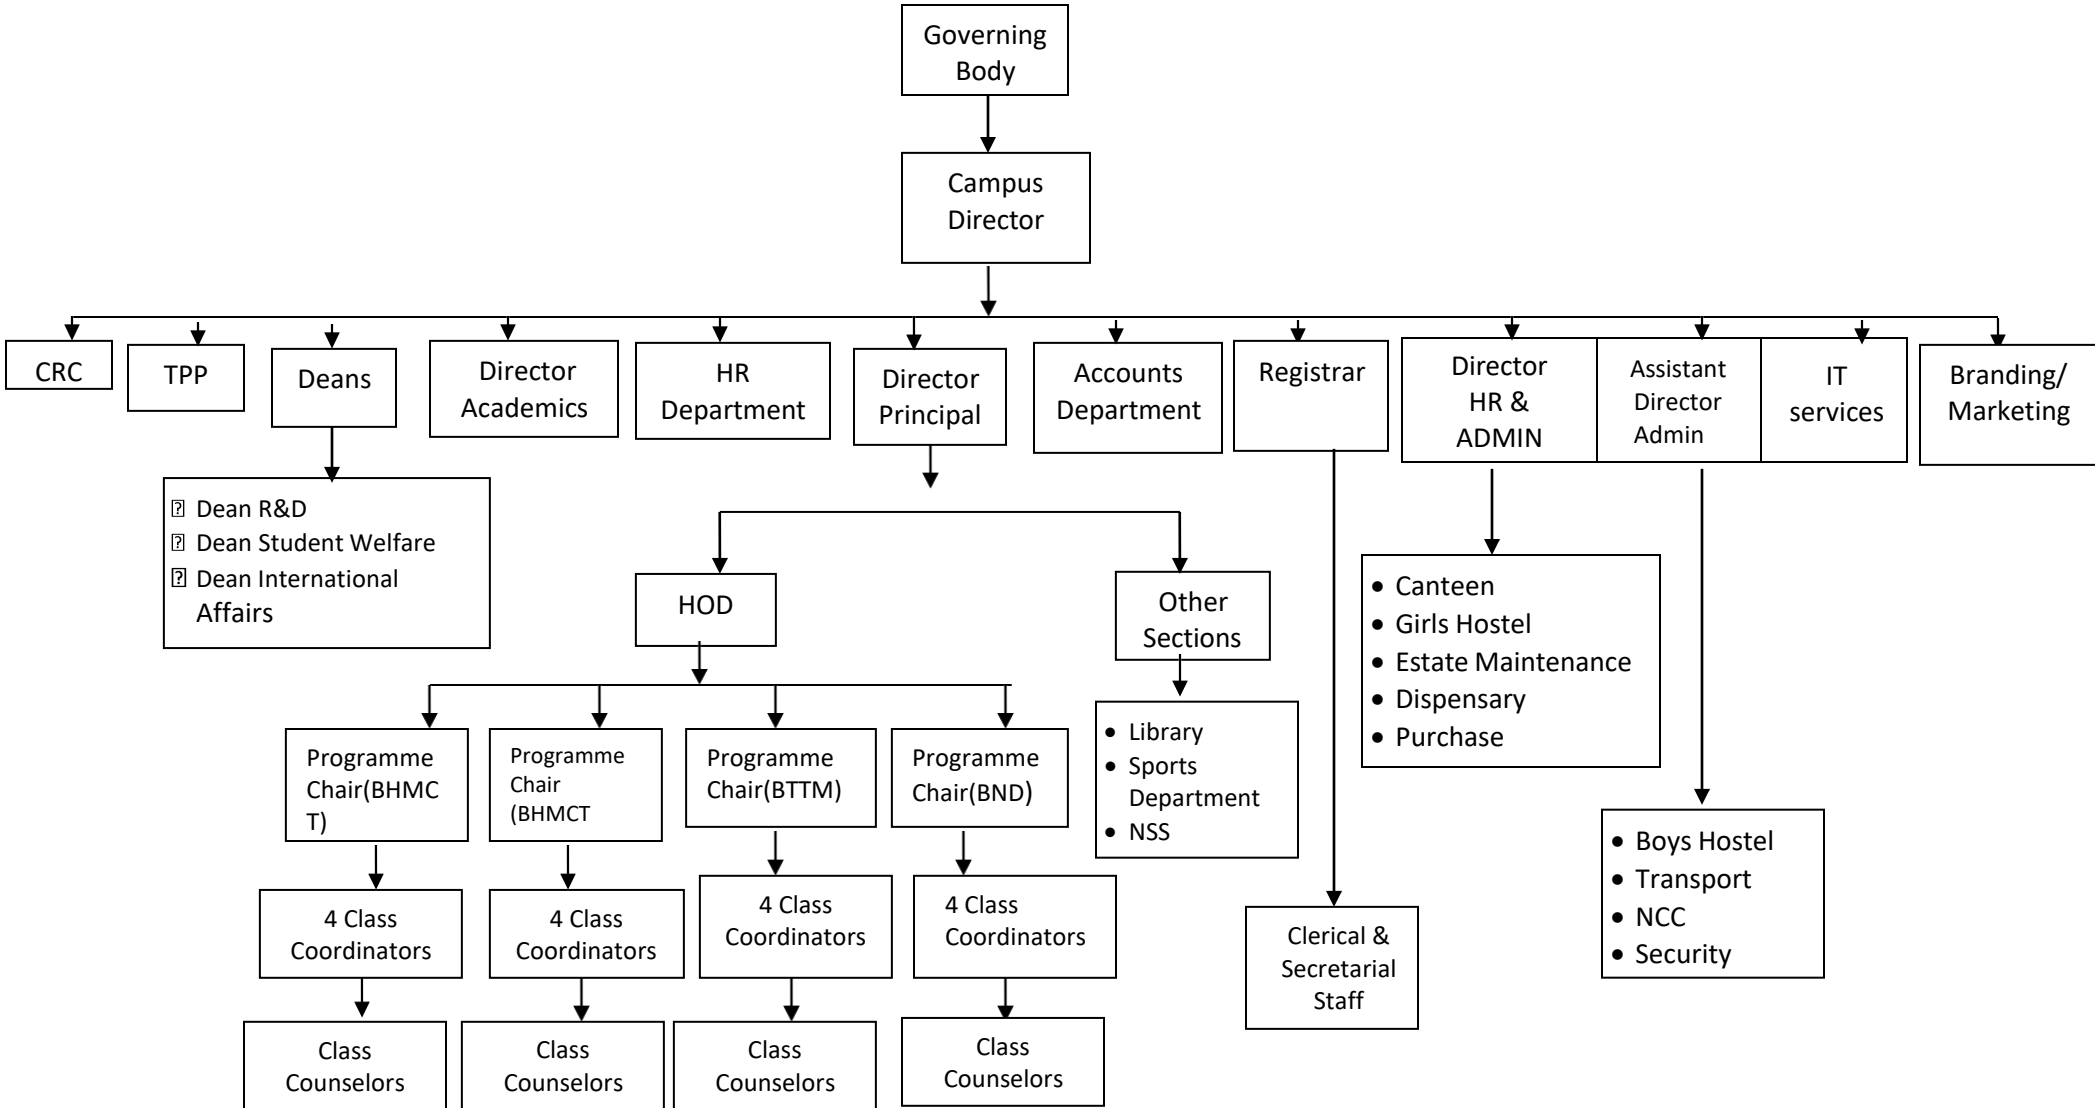 Governing
Body
Campus
Director
CRC
TPP
Deans
Director
Academics
HR
Department
Director
Principal
Accounts
Department
Registrar
Director
HR &
ADMIN
Assistant
Director
Admin
IT
services
Branding/
Marketing
Dean R&D
Dean Student Welfare
Dean International
Affairs
HOD
Other
Sections
• Canteen
• Girls Hostel
• Estate Maintenance
• Dispensary
• Purchase
Programme
Chair(BHMC
T)
Programme
Chair
(BHMCT
Programme
Chair(BTTM)
Programme
Chair(BND)
• Library
• Sports
Department
• NSS
• Boys Hostel
• Transport
• NCC
• Security
4 Class
Coordinators
4 Class
Coordinators
4 Class
Coordinators
4 Class
Coordinators
Clerical &
Secretarial
Staff
Class
Counselors
Class
Counselors
Class
Counselors
Class
Counselors